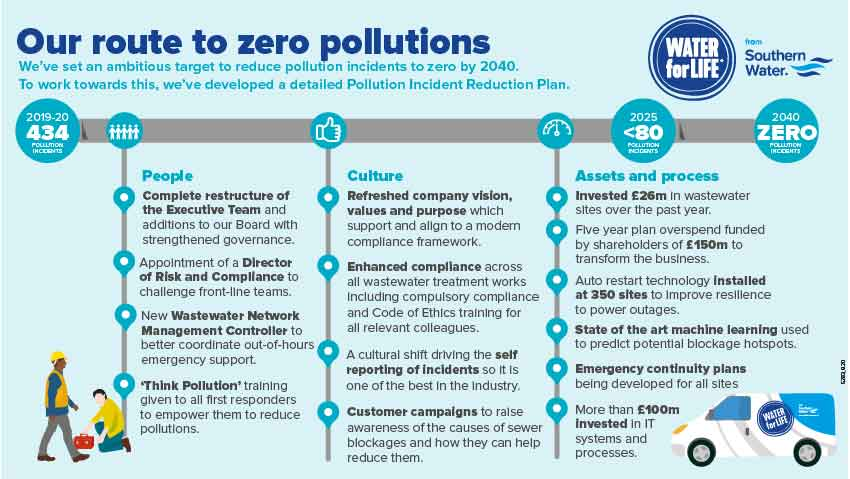 Our route to zero pollutions
We've set an ambitious target to reduce pollution incidents to zero by 2040.
To work towards this, we've developed a detailed Pollution Incident Reduction Plan.
WATER
for LIFE
from
Southern
Water.
2019-20
434
POLLUTION
INCIDENTS
2025
<80
POLLUTION
INCIDENTS
2040
ZERO
POLLUTION
INCIDENTS
People
Complete restructure of
the Executive Team and
additions to our Board with
strengthened governance.
Appointment of a Director
of Risk and Compliance to
challenge front-line teams.
New Wastewater Network
Management Controller to
better coordinate out-of-hours
emergency support.
'Think Pollution' training
given to all first responders
to empower them to reduce
pollutions.
Culture
Refreshed company vision,
values and purpose which
support and align to a modern
compliance framework.
Enhanced compliance across
all wastewater treatment works
including compulsory compliance
and Code of Ethics training for
all relevant colleagues.
A cultural shift driving the self
reporting of incidents so it is
one of the best in the industry.
Customer campaigns to raise
awareness of the causes of sewer
blockages and how they can help
reduce them.
Assets and process
Invested £26m in wastewater
sites over the past year.
Five year plan overspend funded
by shareholders of £150m to
transform the business.
Auto restart technology installed
at 350 sites to improve resilience
to power outages.
State of the art machine learning used
to predict potential blockage hotspots.
Emergency continuity plans
being developed for all sites
More than £100m
invested in IT
systems and
processes.
WATER
for LIFE